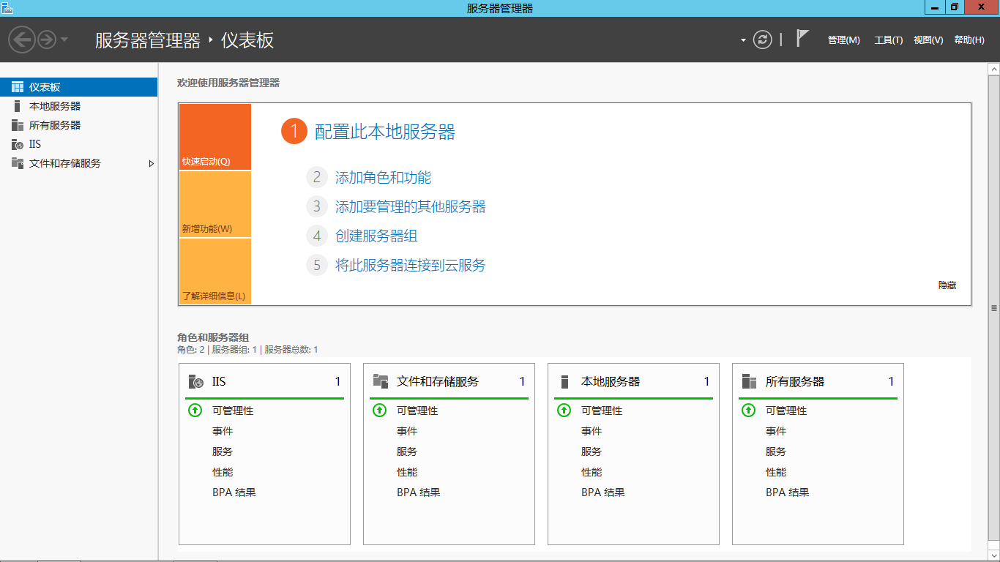 服务器管理器
服务器管理器 ‣ 仪表板
管理(M) 工具(T) 视图(V) 帮助(H)
仪表板
本地服务器
所有服务器
IIS
文件和存储服务
欢迎使用服务器管理器
快速启动(Q)
新增功能(W)
了解详细信息(L)
1 配置此本地服务器
2 添加角色和功能
3 添加要管理的其他服务器
4 创建服务器组
5 将此服务器连接到云服务
隐藏
角色和服务器组
角色: 2 | 服务器组: 1 | 服务器总数: 1
IIS 1
可管理性
事件
服务
性能
BPA 结果
文件和存储服务 1
可管理性
事件
服务
性能
BPA 结果
本地服务器 1
可管理性
事件
服务
性能
BPA 结果
所有服务器 1
可管理性
事件
服务
性能
BPA 结果